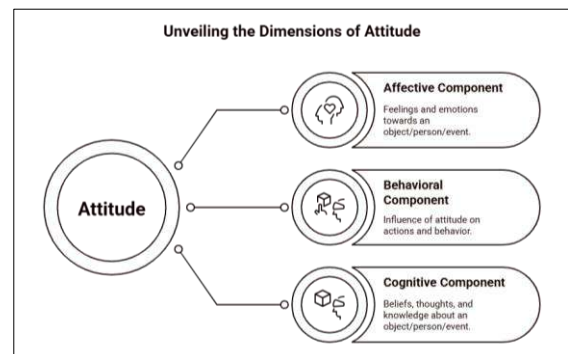 Unveiling the Dimensions of Attitude
Attitude
Affective Component
Feelings and emotions
towards an
object/person/event.
Behavioral
Component
Influence of attitude on
actions and behavior.
Cognitive Component
Beliefs, thoughts, and
knowledge about an
object/person/event.